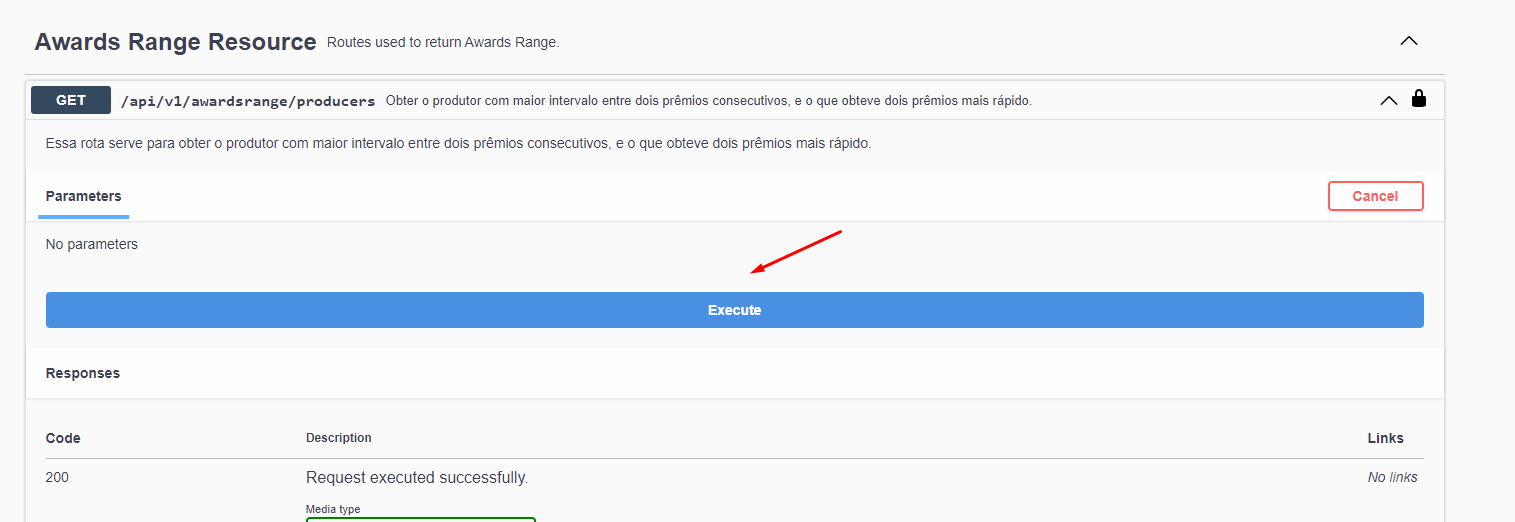 Awards Range Resource Routes used to return Awards Range.
GET /api/v1/awardsrange/producers Obter o produtor com maior intervalo entre dois prêmios consecutivos, e o que obteve dois prêmios mais rápido.
Essa rota serve para obter o produtor com maior intervalo entre dois prêmios consecutivos, e o que obteve dois prêmios mais rápido.
Parameters Cancel
No parameters
Execute
Responses
Code Description Links
200 Request executed successfully. No links
Media type